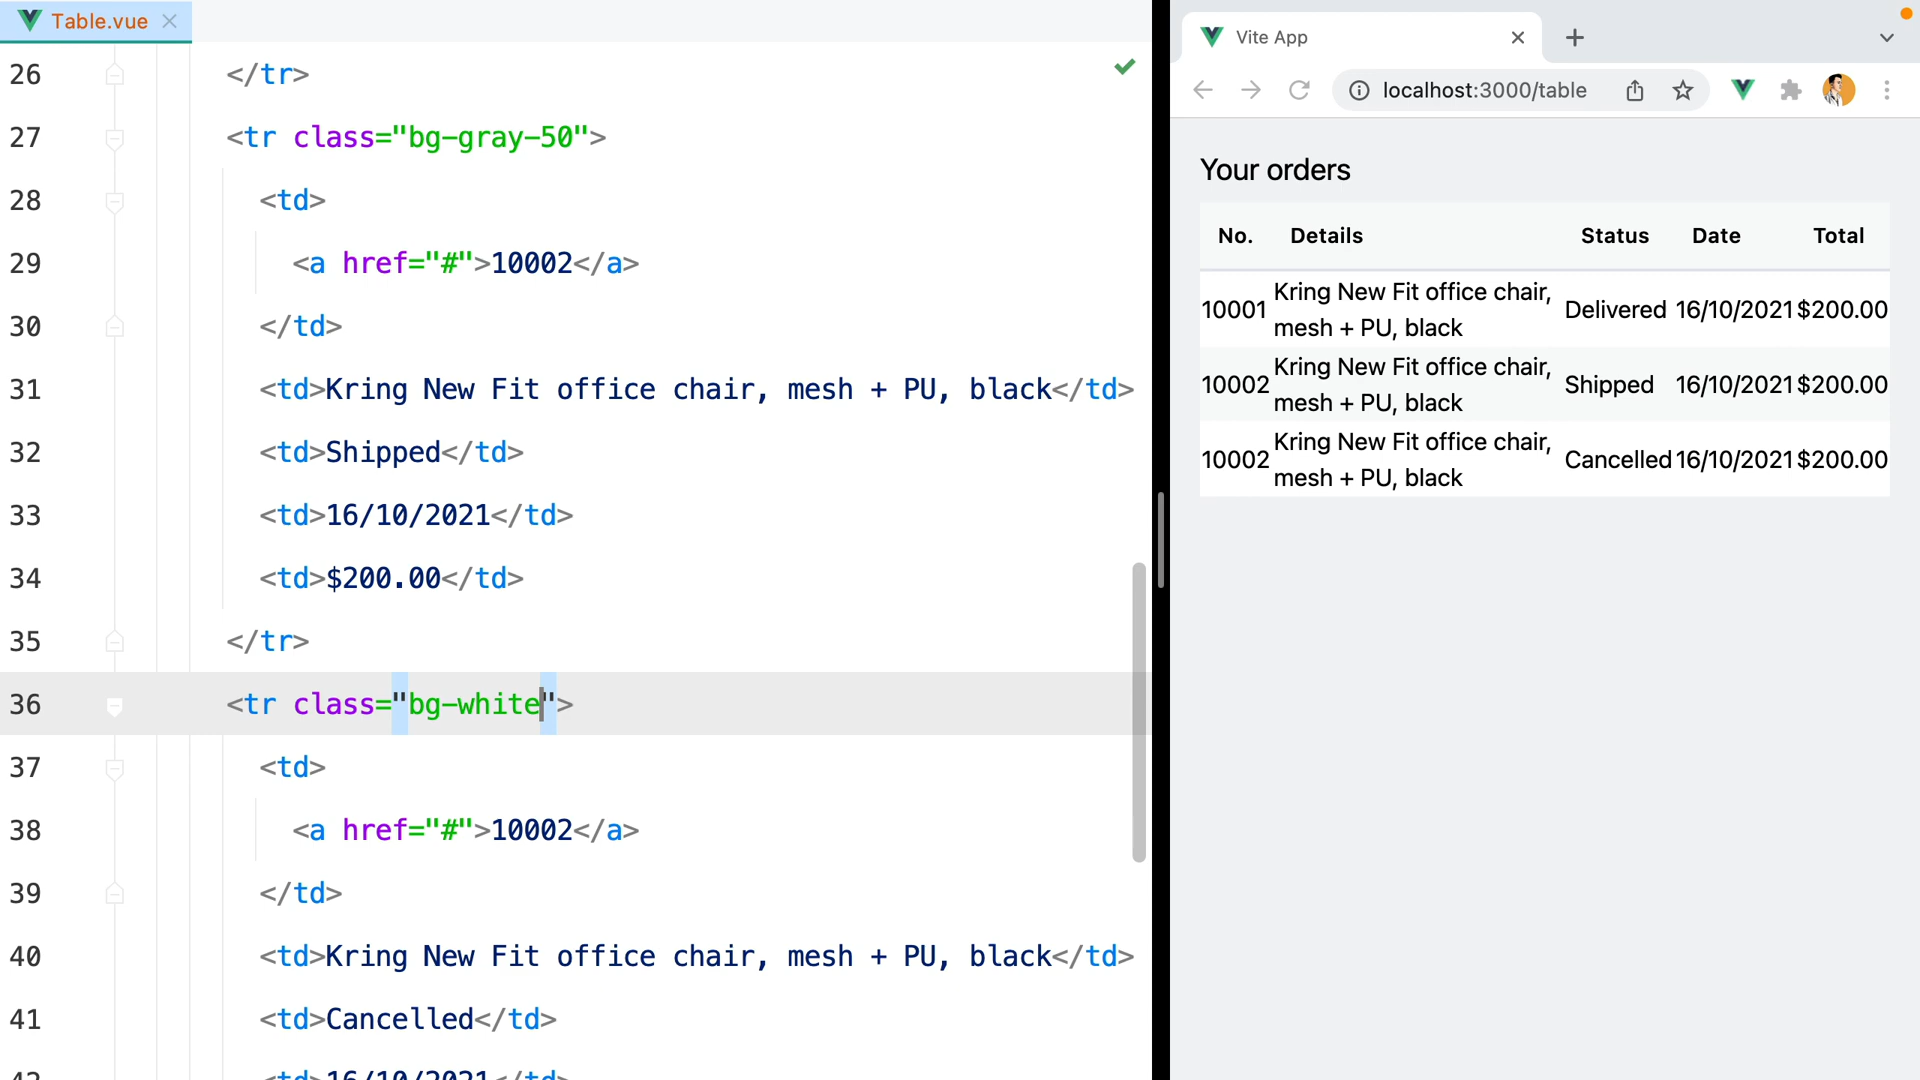 Table.vue
26 </tr>
27 <tr class="bg-gray-50">
28 <td>
29 <a href="#">10002</a>
30 </td>
31 <td>Kring New Fit office chair, mesh + PU, black</td>
32 <td>Shipped</td>
33 <td>16/10/2021</td>
34 <td>$200.00</td>
35 </tr>
36 <tr class="bg-white">
37 <td>
38 <a href="#">10002</a>
39 </td>
40 <td>Kring New Fit office chair, mesh + PU, black</td>
41 <td>Cancelled</td>
42 <td>16/10/2021</td>
Vite App
localhost:3000/table
Your orders
No. Details Status Date Total
10001 Kring New Fit office chair, mesh + PU, black Delivered 16/10/2021 $200.00
10002 Kring New Fit office chair, mesh + PU, black Shipped 16/10/2021 $200.00
10002 Kring New Fit office chair, mesh + PU, black Cancelled 16/10/2021 $200.00